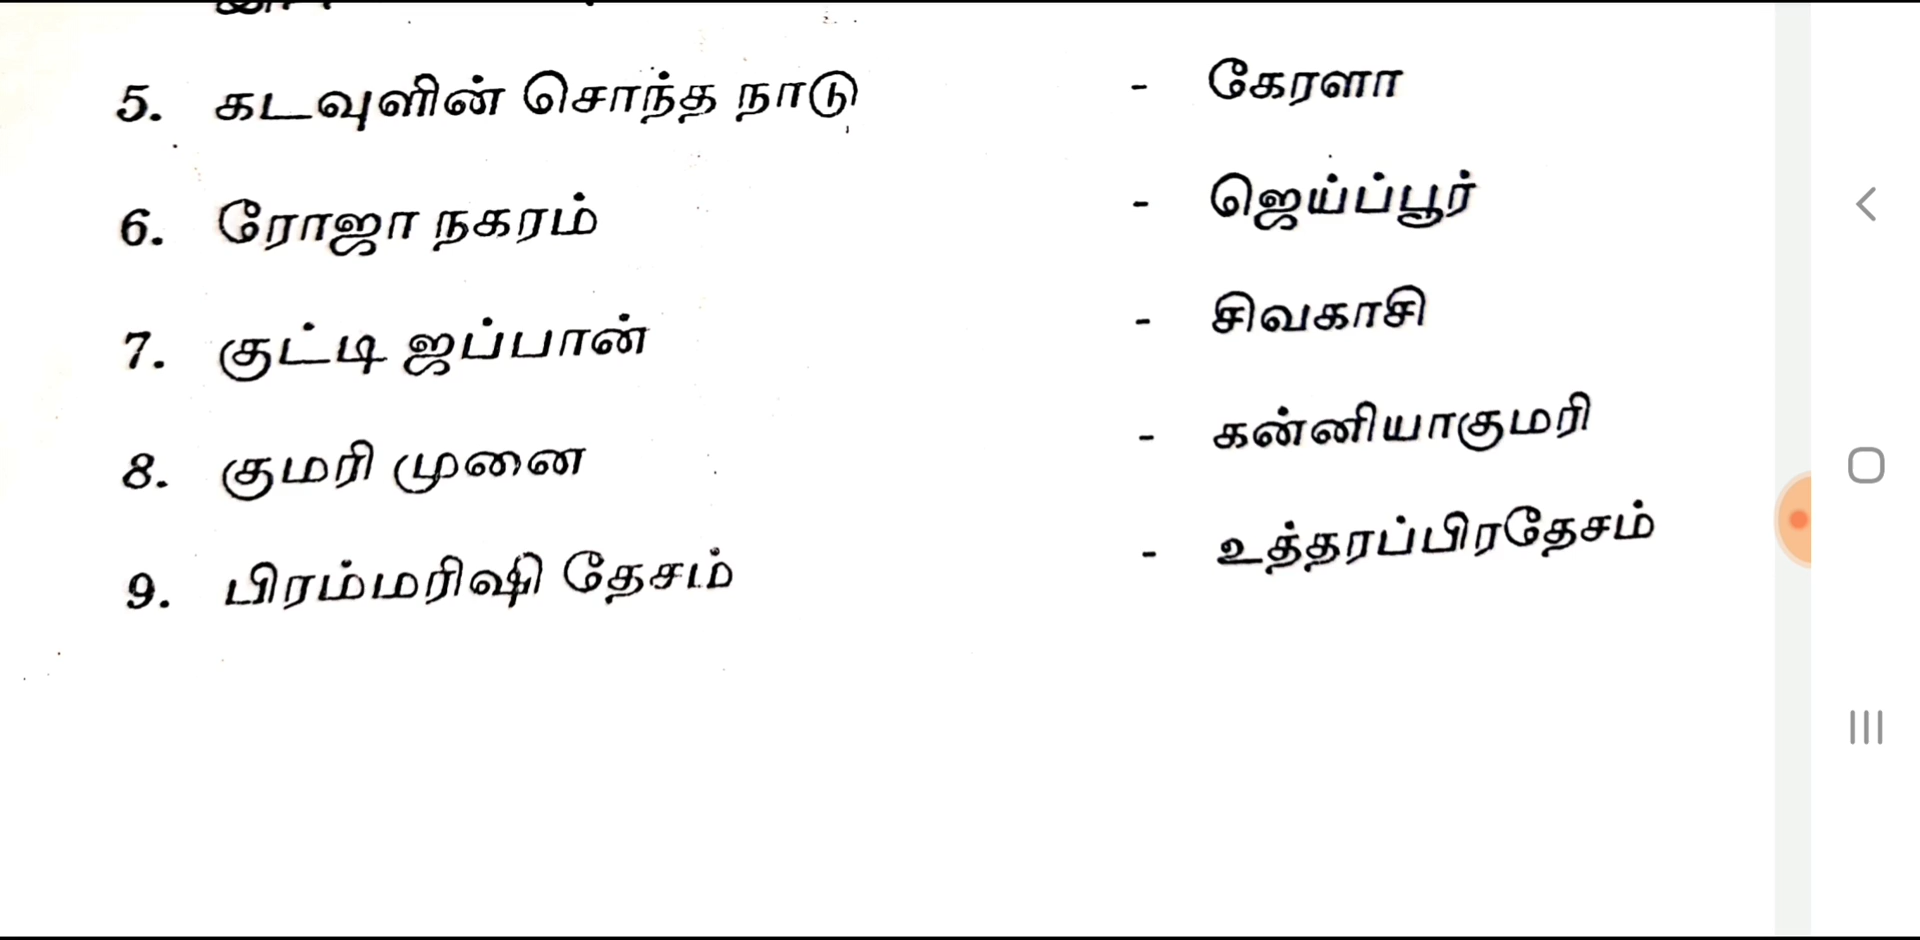 5. கடவுளின் சொந்த நாடு - கேரளா
6. ரோஜா நகரம் - ஜெய்ப்பூர்
7. குட்டி ஜப்பான் - சிவகாசி
8. குமரி முனை - கன்னியாகுமரி
9. பிரம்மரிஷி தேசம் - உத்தரப்பிரதேசம்